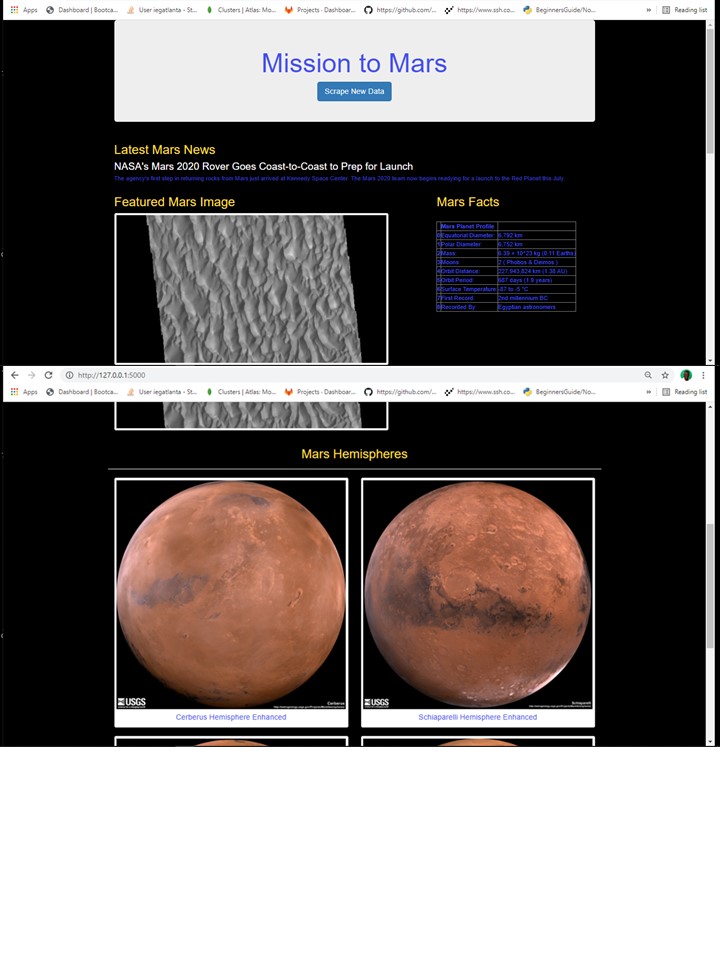 Apps Dashboard | Bootca... User iegatlanta - St... Clusters | Atlas: Mo... Projects · Dashboar... https://github.com/... https://www.ssh.co... BeginnersGuide/No... » Reading list
Mission to Mars
Scrape New Data
Latest Mars News
NASA's Mars 2020 Rover Goes Coast-to-Coast to Prep for Launch
The agency's first step in returning rocks from Mars just arrived at Kennedy Space Center. The Mars 2020 team now begins readying for a launch to the Red Planet this July.
Featured Mars Image
Mars Facts
Mars Planet Profile
0 Equatorial Diameter: 6,792 km
1 Polar Diameter: 6,752 km
2 Mass: 6.39 × 10^23 kg (0.11 Earths)
3 Moons: 2 ( Phobos & Deimos )
4 Orbit Distance: 227,943,824 km (1.38 AU)
5 Orbit Period: 687 days (1.9 years)
6 Surface Temperature: -87 to -5 °C
7 First Record: 2nd millennium BC
8 Recorded By: Egyptian astronomers
http://127.0.0.1:5000
Apps Dashboard | Bootca... User iegatlanta - St... Clusters | Atlas: Mo... Projects · Dashboar... https://github.com/... https://www.ssh.co... BeginnersGuide/No... » Reading list
Mars Hemispheres
USGS Cerberus
USGS Schiaparelli
Cerberus Hemisphere Enhanced
Schiaparelli Hemisphere Enhanced